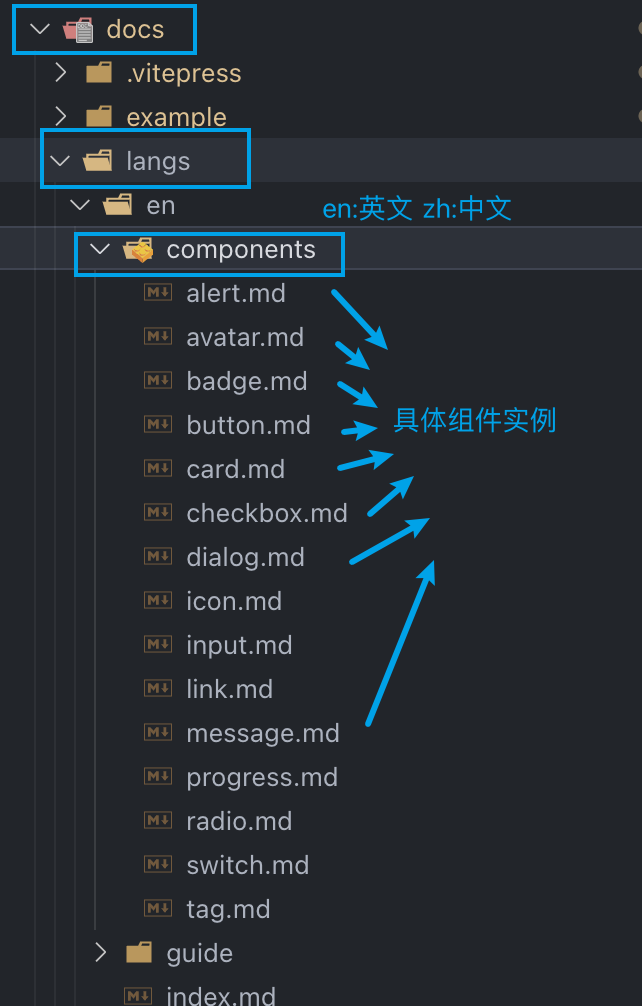 docs
.vitepress
example
langs
en
en:英文 zh:中文
components
alert.md
avatar.md
badge.md
button.md
具体组件实例
card.md
checkbox.md
dialog.md
icon.md
input.md
link.md
message.md
progress.md
radio.md
switch.md
tag.md
guide
index.md